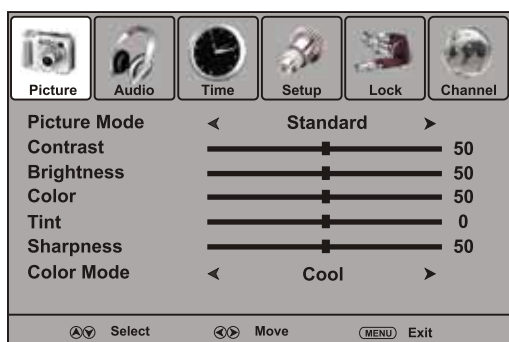 Picture Audio Time Setup Lock Channel
Picture Mode Standard
Contrast 50
Brightness 50
Color 50
Tint 0
Sharpness 50
Color Mode Cool
Select Move MENU Exit